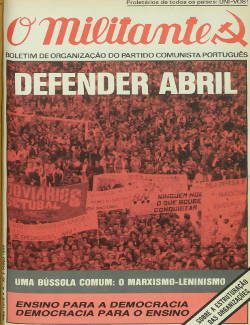 Proletários de todos os países: UNI-VOS!
O Militante
BOLETIM DE ORGANIZAÇÃO DO PARTIDO COMUNISTA PORTUGUÊS
DEFENDER ABRIL
NINGUÉM NOS
O QUE SOUBE
CONQUISTAR
UMA BÚSSOLA COMUM: O MARXISMO-LENINISMO
ENSINO PARA A DEMOCRACIA
DEMOCRACIA PARA O ENSINO
SOBRE A ESTRUTURAÇÃO
DAS ORGANIZAÇÕES